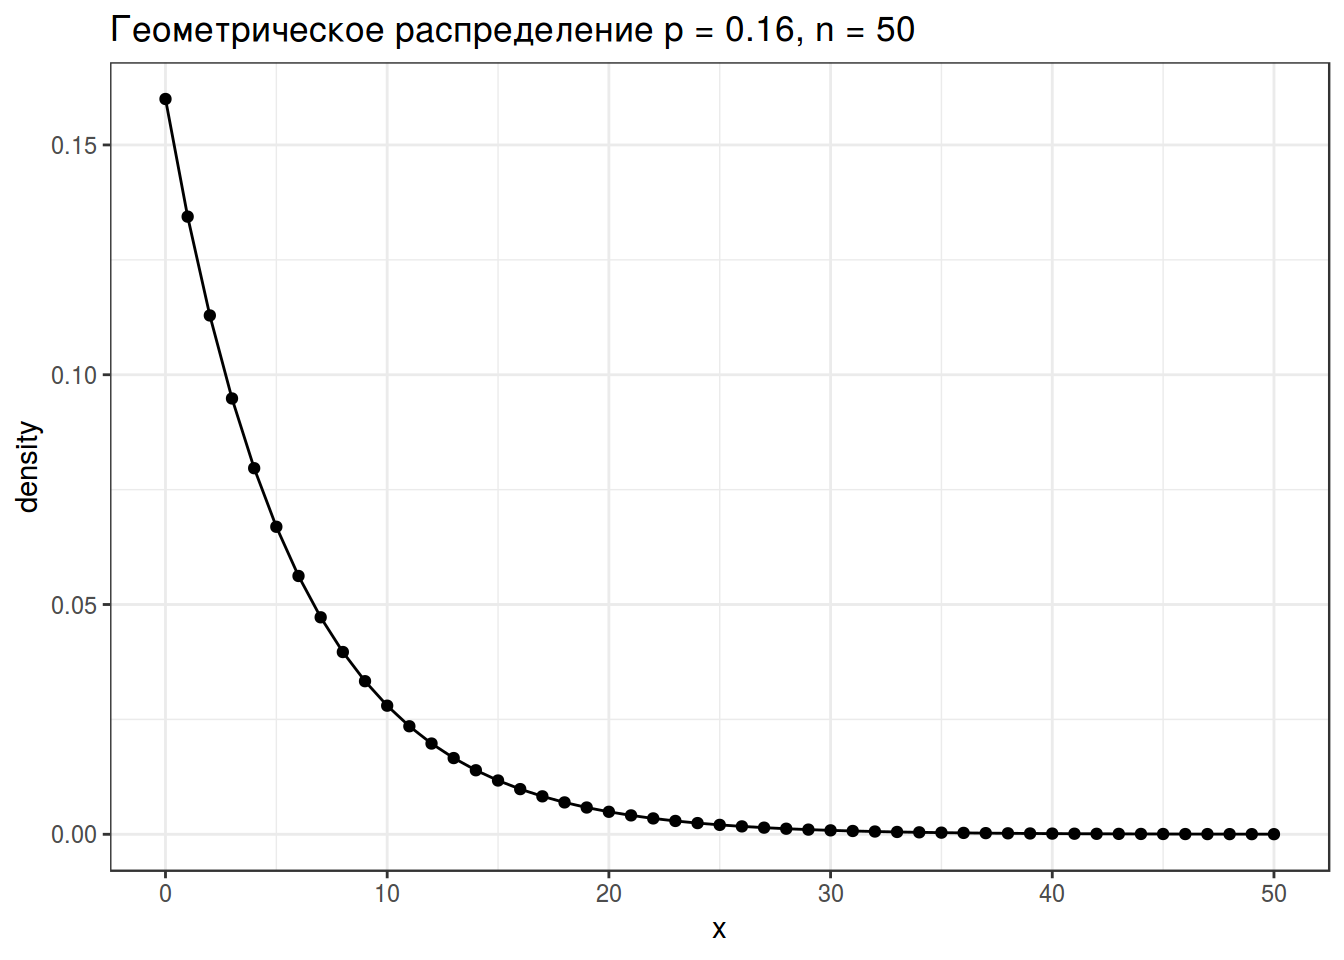 Геометрическое распределение p = 0.16, n = 50
0.15
0.10
0.05
0.00
density
0 10 20 30 40 50
x